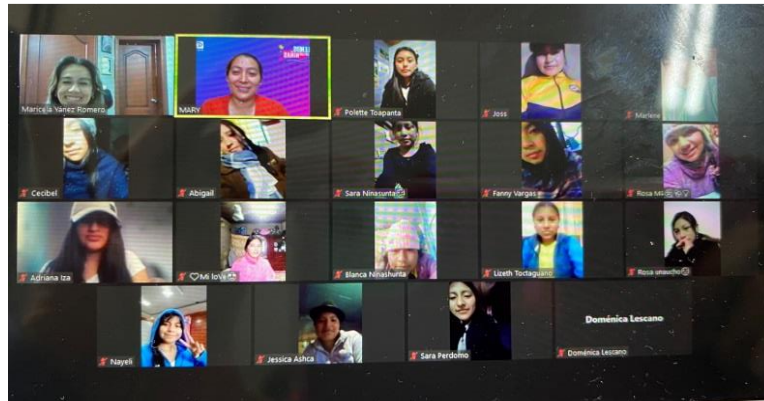 Maricela Yánez Romero
MARY
Polette Toapanta
Joss
Marlene
Cecibel
Abigail
Sara Ninasunta
Fanny Vargas
Rosa
Adriana Iza
Mi love
Blanca Ninashunta
Lizeth Toctaguano
Rosa
Nayeli
Jessica Ashca
Sara Perdomo
Doménica Lescano
Doménica Lescano